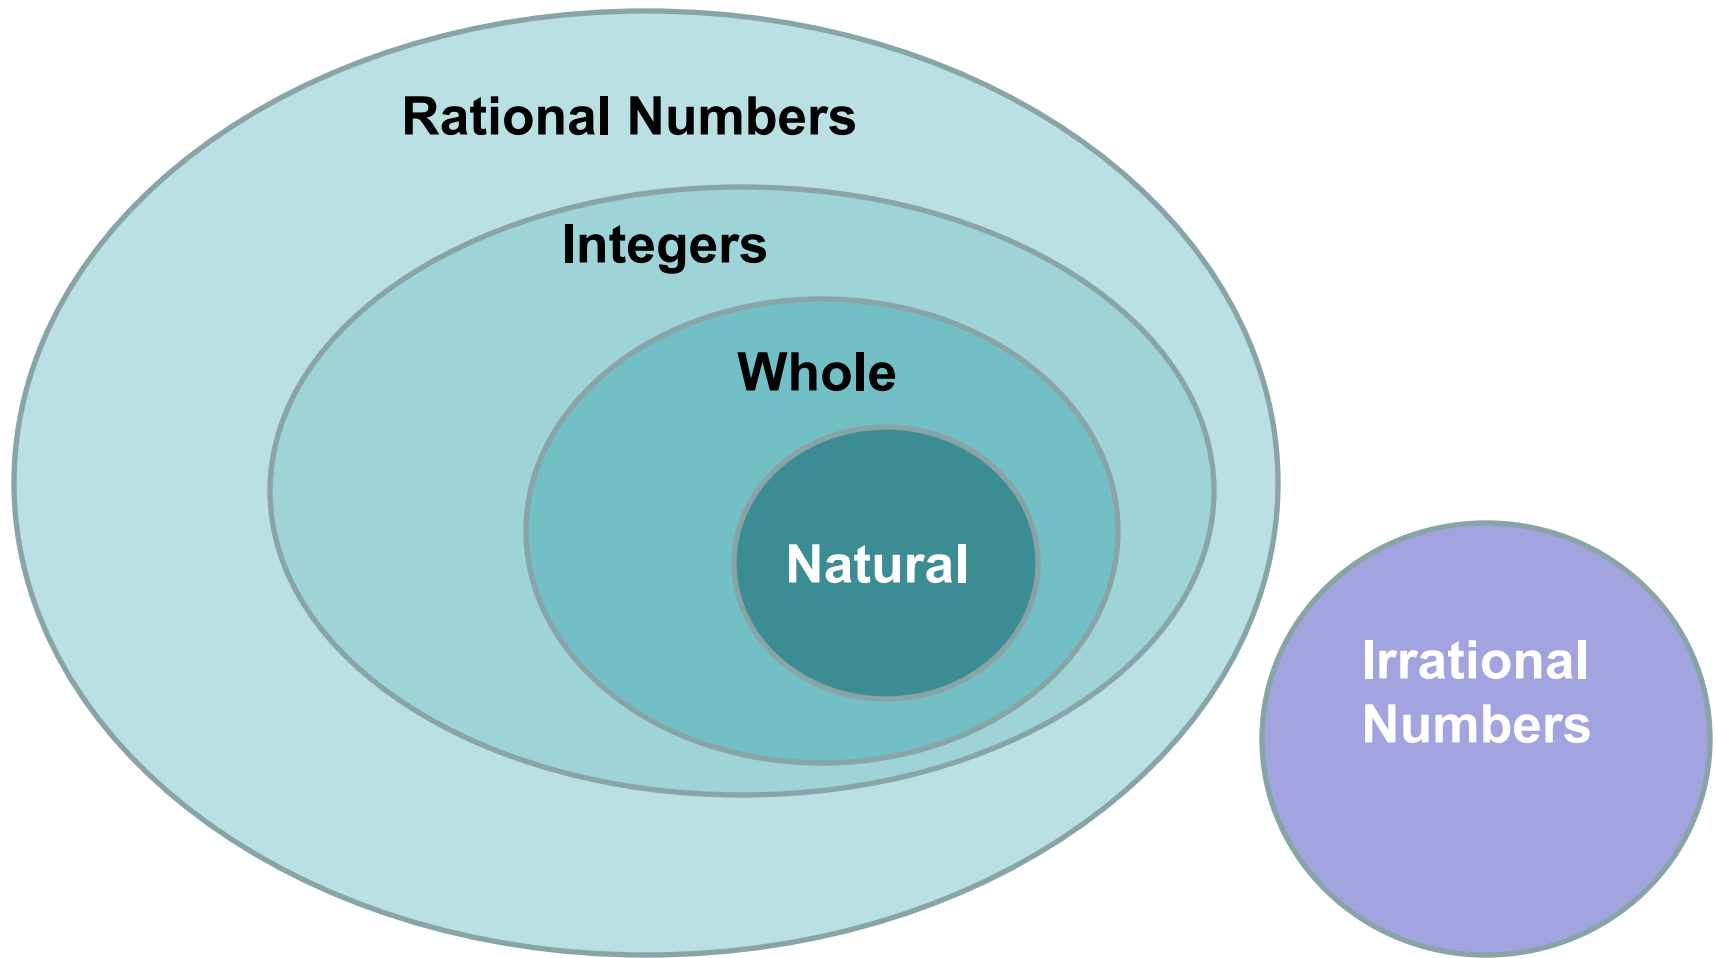 Rational Numbers
Integers
Whole
Natural
Irrational
Numbers